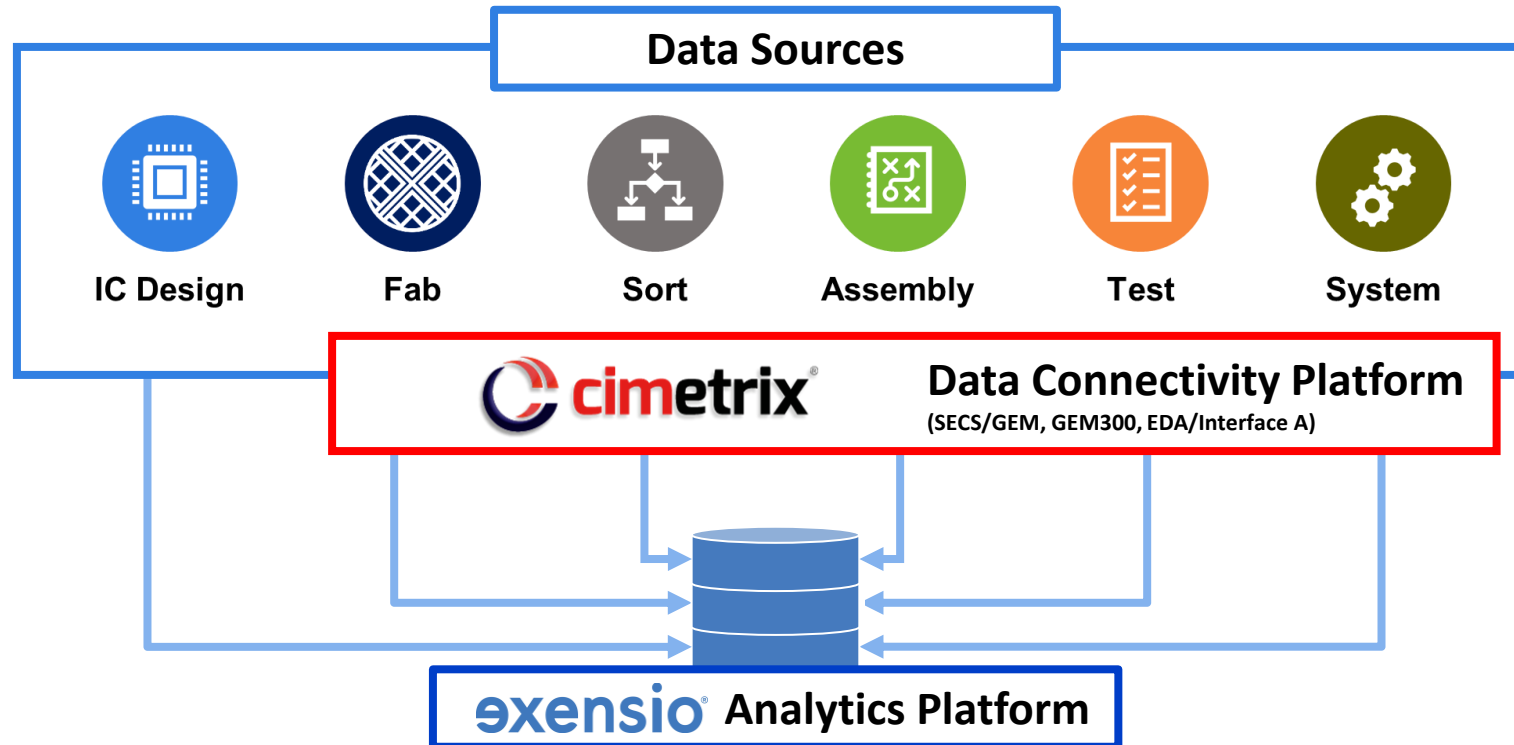 Data Sources
IC Design
Fab
Sort
Assembly
Test
System
cimetrix®
Data Connectivity Platform
(SECS/GEM, GEM300, EDA/Interface A)
exensio® Analytics Platform